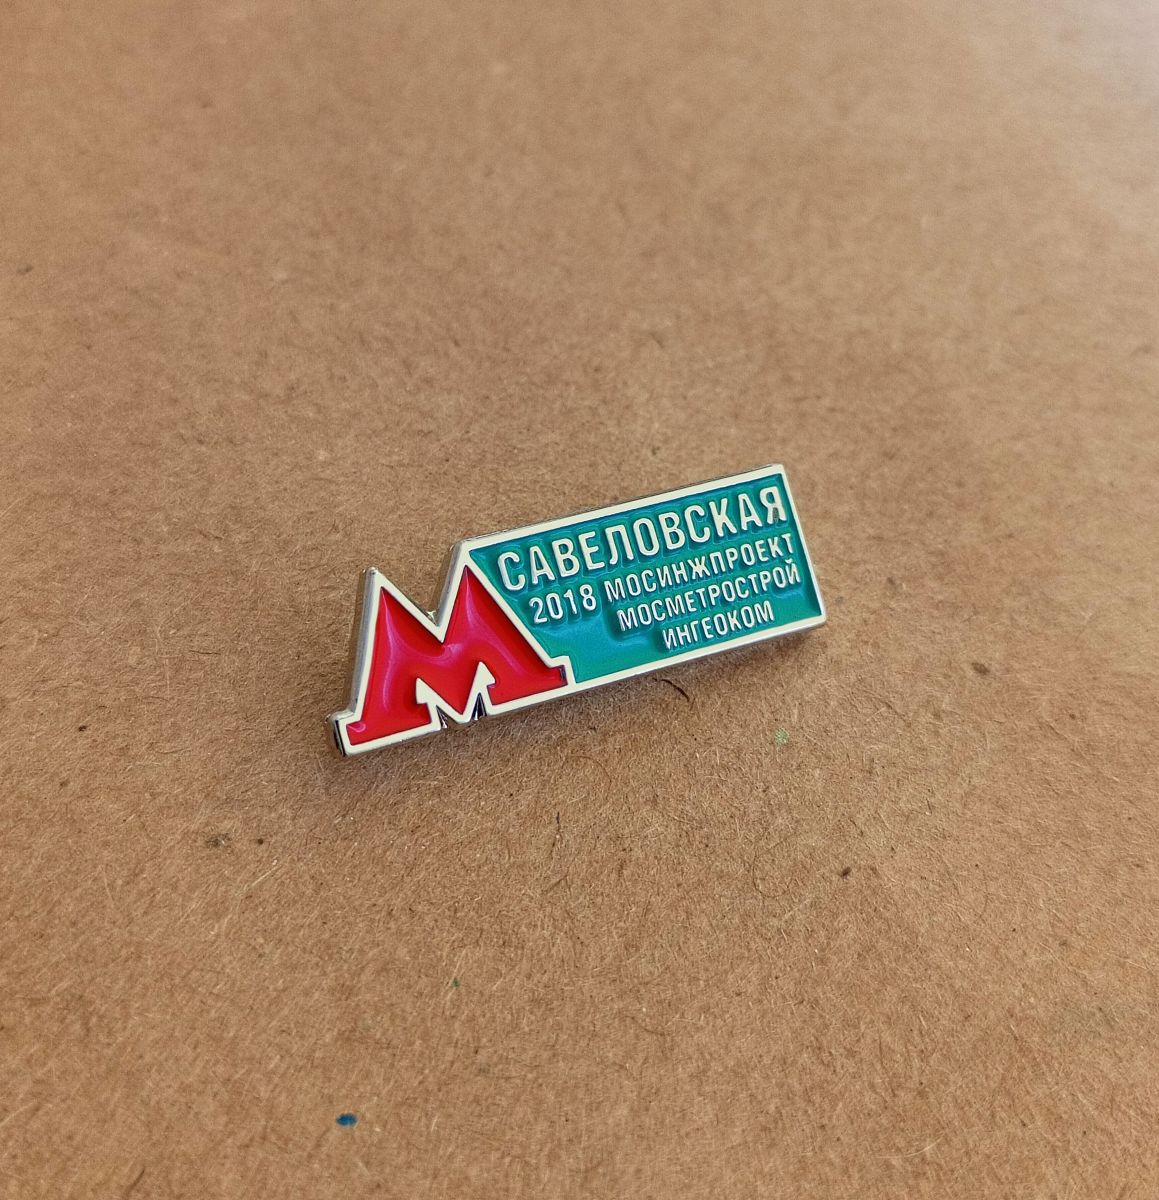 М
САВЕЛОВСКАЯ
2018 МОСИНЖПРОЕКТ
МОСМЕТРОСТРОЙ
ИНГЕОКОМ